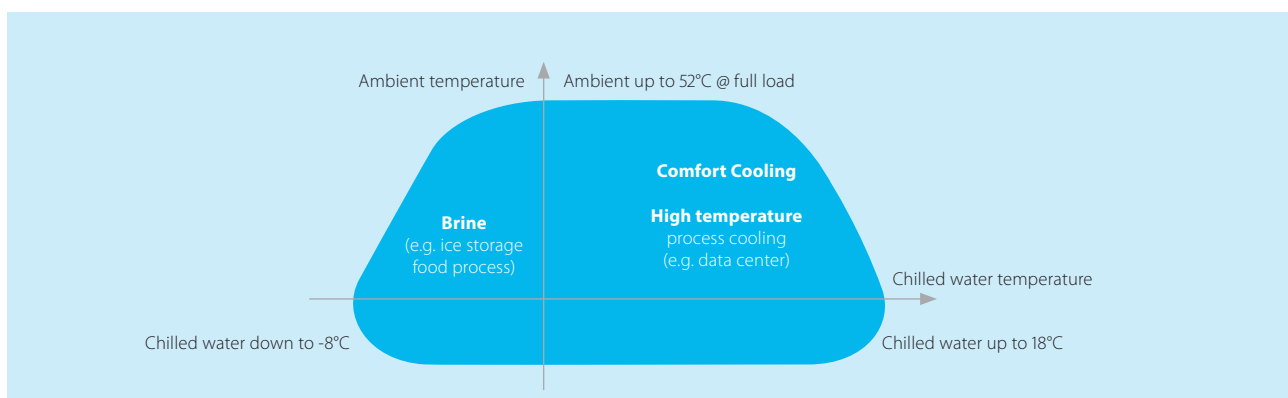 Ambient temperature
Ambient up to 52°C @ full load
Comfort Cooling
High temperature
process cooling
(e.g. data center)
Brine
(e.g. ice storage
food process)
Chilled water temperature
Chilled water down to -8°C
Chilled water up to 18°C